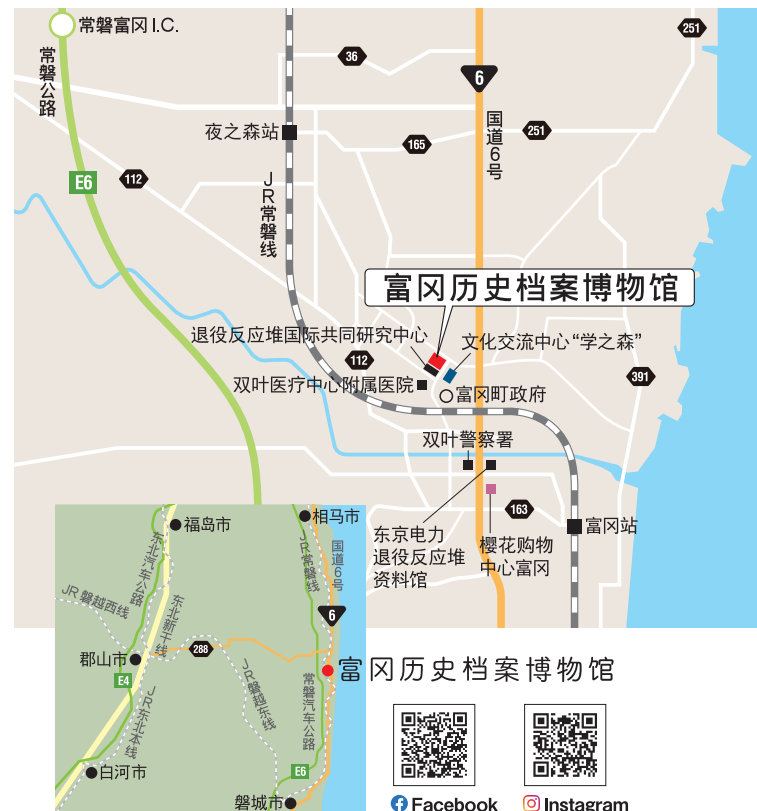 常磐富冈 I.C.
常磐公路
251
36
6
国道6号
251
夜之森站
165
E6
112
JR常磐线
富冈历史档案博物馆
退役反应堆国际共同研究中心
文化交流中心“学之森”
112
391
双叶医疗中心附属医院
富冈町政府
双叶警察署
163
东京电力
退役反应堆
资料馆
樱花购物
中心富冈
富冈站
相马市
福岛市
东北汽车公路
JR常磐线
国道6号
6
JR 磐越西线
东北新干线
288
郡山市
富冈历史档案博物馆
E4
JR磐越东线
常磐汽车公路
JR东北本线
白河市
E6
磐城市
Facebook
Instagram